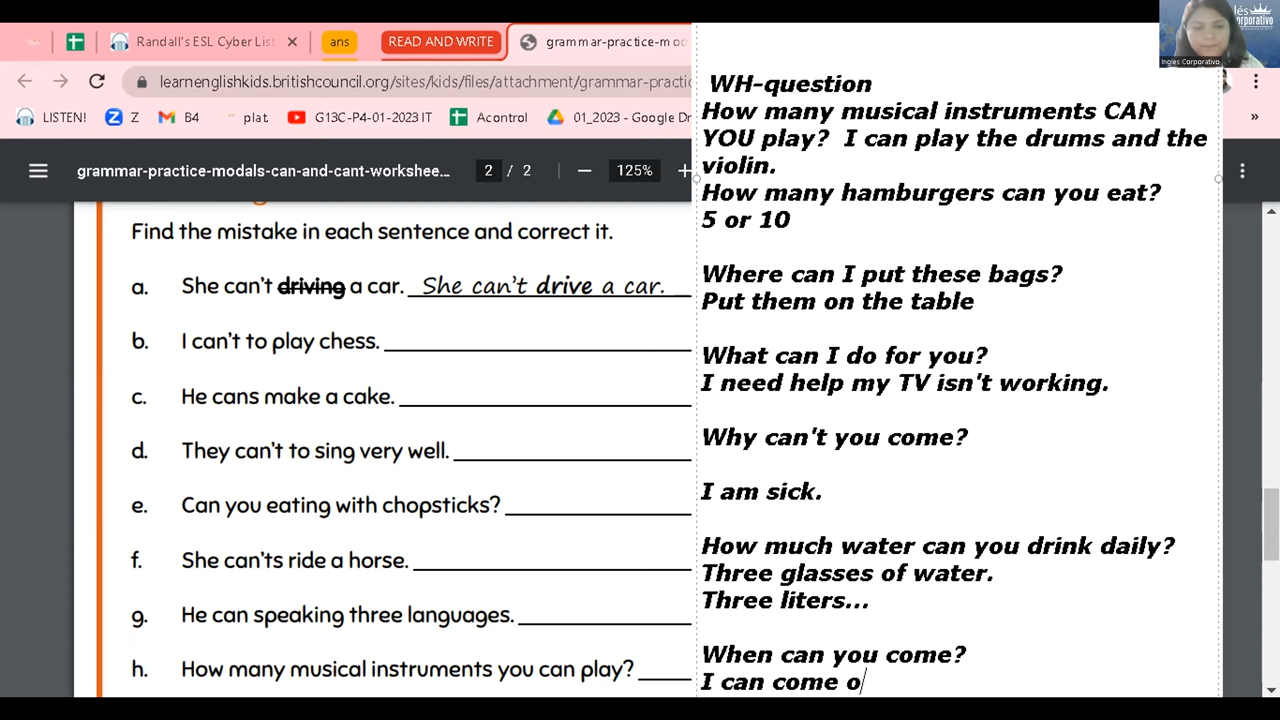 Randall's ESL Cyber List
ans
READ AND WRITE
grammar-practice-mo
lés
Corporativo
Ingles Corporativo
learnenglishkids.britishcouncil.org/sites/kids/files/attachment/grammar-practic
LISTEN!
Z
B4
plat
G13C-P4-01-2023 IT
Acontrol
01_2023 - Google Dr
»
grammar-practice-modals-can-and-cant-workshee...
2 / 2
125%
Find the mistake in each sentence and correct it.
a. She can't driving a car. She can't drive a car.
b. I can't to play chess.
c. He cans make a cake.
d. They can't to sing very well.
e. Can you eating with chopsticks?
f. She can'ts ride a horse.
g. He can speaking three languages.
h. How many musical instruments you can play?
WH-question
How many musical instruments CAN
YOU play? I can play the drums and the
violin.
How many hamburgers can you eat?
5 or 10
Where can I put these bags?
Put them on the table
What can I do for you?
I need help my TV isn't working.
Why can't you come?
I am sick.
How much water can you drink daily?
Three glasses of water.
Three liters...
When can you come?
I can come o